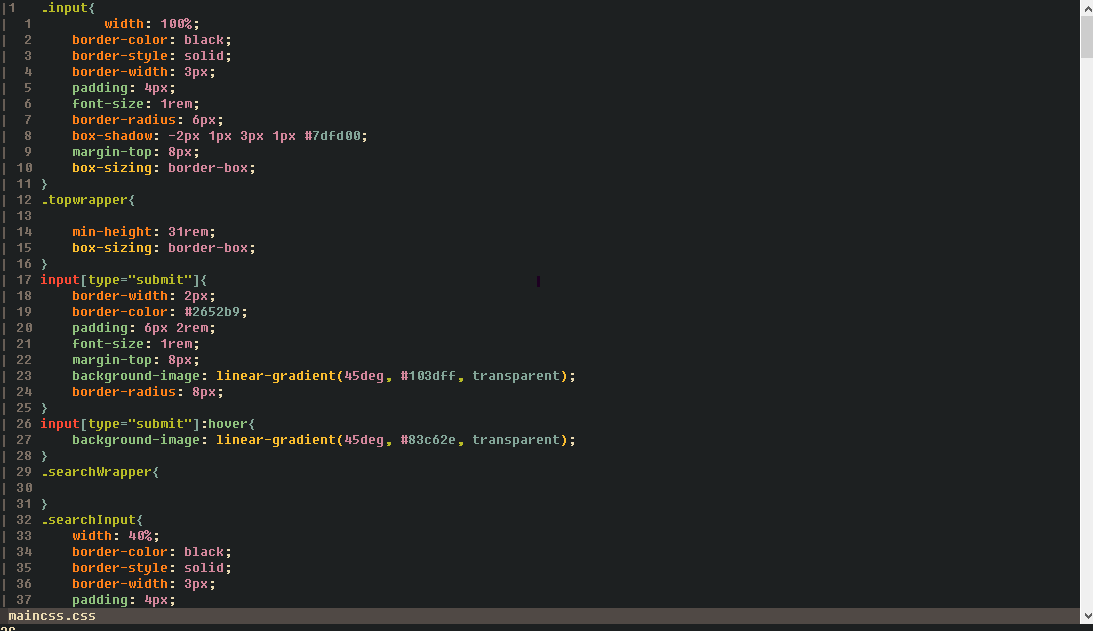 |1   .input{
|  1         width: 100%;
|  2     border-color: black;
|  3     border-style: solid;
|  4     border-width: 3px;
|  5     padding: 4px;
|  6     font-size: 1rem;
|  7     border-radius: 6px;
|  8     box-shadow: -2px 1px 3px 1px #7dfd00;
|  9     margin-top: 8px;
| 10     box-sizing: border-box;
| 11 }
| 12 .topwrapper{
| 13
| 14     min-height: 31rem;
| 15     box-sizing: border-box;
| 16 }
| 17 input[type="submit"]{
| 18     border-width: 2px;
| 19     border-color: #2652b9;
| 20     padding: 6px 2rem;
| 21     font-size: 1rem;
| 22     margin-top: 8px;
| 23     background-image: linear-gradient(45deg, #103dff, transparent);
| 24     border-radius: 8px;
| 25 }
| 26 input[type="submit"]:hover{
| 27     background-image: linear-gradient(45deg, #83c62e, transparent);
| 28 }
| 29 .searchWrapper{
| 30
| 31 }
| 32 .searchInput{
| 33     width: 40%;
| 34     border-color: black;
| 35     border-style: solid;
| 36     border-width: 3px;
| 37     padding: 4px;
maincss.css